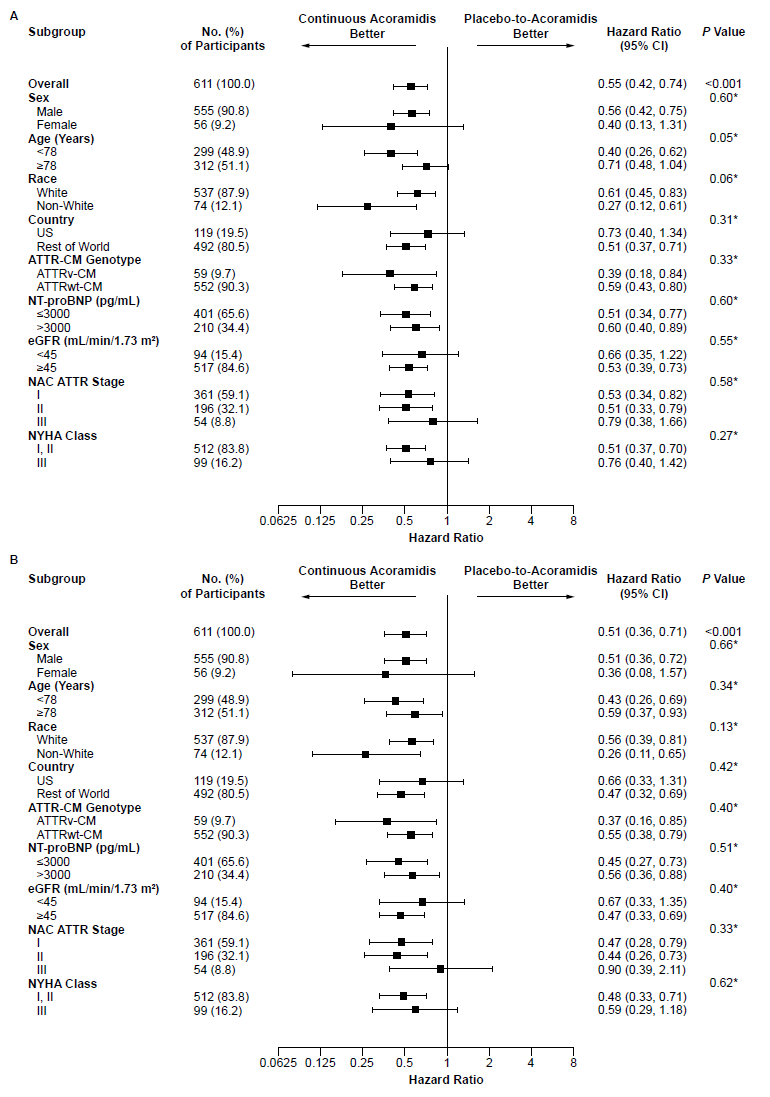 A
Continuous Acoramidis Placebo-to-Acoramidis
Subgroup No. (%) Better Better Hazard Ratio P Value
of Participants (95% CI)
Overall 611 (100.0) 0.55 (0.42, 0.74) <0.001
Sex 0.60*
Male 555 (90.8) 0.56 (0.42, 0.75)
Female 56 (9.2) 0.40 (0.13, 1.31)
Age (Years) 0.05*
<78 299 (48.9) 0.40 (0.26, 0.62)
≥78 312 (51.1) 0.71 (0.48, 1.04)
Race 0.06*
White 537 (87.9) 0.61 (0.45, 0.83)
Non-White 74 (12.1) 0.27 (0.12, 0.61)
Country 0.31*
US 119 (19.5) 0.73 (0.40, 1.34)
Rest of World 492 (80.5) 0.51 (0.37, 0.71)
ATTR-CM Genotype 0.33*
ATTRv-CM 59 (9.7) 0.39 (0.18, 0.84)
ATTRwt-CM 552 (90.3) 0.59 (0.43, 0.80)
NT-proBNP (pg/mL) 0.60*
≤3000 401 (65.6) 0.51 (0.34, 0.77)
>3000 210 (34.4) 0.60 (0.40, 0.89)
eGFR (mL/min/1.73 m²) 0.55*
<45 94 (15.4) 0.66 (0.35, 1.22)
≥45 517 (84.6) 0.53 (0.39, 0.73)
NAC ATTR Stage 0.58*
I 361 (59.1) 0.53 (0.34, 0.82)
II 196 (32.1) 0.51 (0.33, 0.79)
III 54 (8.8) 0.79 (0.38, 1.66)
NYHA Class 0.27*
I, II 512 (83.8) 0.51 (0.37, 0.70)
III 99 (16.2) 0.76 (0.40, 1.42)
0.0625 0.125 0.25 0.5 1 2 4 8
Hazard Ratio
B
Continuous Acoramidis Placebo-to-Acoramidis
Subgroup No. (%) Better Better Hazard Ratio P Value
of Participants (95% CI)
Overall 611 (100.0) 0.51 (0.36, 0.71) <0.001
Sex 0.66*
Male 555 (90.8) 0.51 (0.36, 0.72)
Female 56 (9.2) 0.36 (0.08, 1.57)
Age (Years) 0.34*
<78 299 (48.9) 0.43 (0.26, 0.69)
≥78 312 (51.1) 0.59 (0.37, 0.93)
Race 0.13*
White 537 (87.9) 0.56 (0.39, 0.81)
Non-White 74 (12.1) 0.26 (0.11, 0.65)
Country 0.42*
US 119 (19.5) 0.66 (0.33, 1.31)
Rest of World 492 (80.5) 0.47 (0.32, 0.69)
ATTR-CM Genotype 0.40*
ATTRv-CM 59 (9.7) 0.37 (0.16, 0.85)
ATTRwt-CM 552 (90.3) 0.55 (0.38, 0.79)
NT-proBNP (pg/mL) 0.51*
≤3000 401 (65.6) 0.45 (0.27, 0.73)
>3000 210 (34.4) 0.56 (0.36, 0.88)
eGFR (mL/min/1.73 m²) 0.40*
<45 94 (15.4) 0.67 (0.33, 1.35)
≥45 517 (84.6) 0.47 (0.33, 0.69)
NAC ATTR Stage 0.33*
I 361 (59.1) 0.47 (0.28, 0.79)
II 196 (32.1) 0.44 (0.26, 0.73)
III 54 (8.8) 0.90 (0.39, 2.11)
NYHA Class 0.62*
I, II 512 (83.8) 0.48 (0.33, 0.71)
III 99 (16.2) 0.59 (0.29, 1.18)
0.0625 0.125 0.25 0.5 1 2 4 8
Hazard Ratio